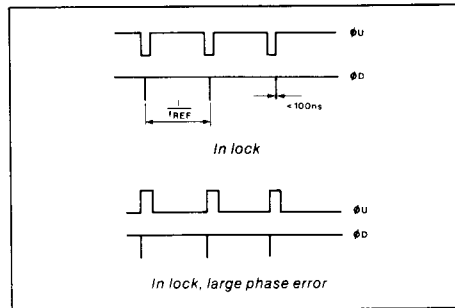 φU
φD
1
fREF
<100ns
In lock
φU
φD
In lock, large phase error